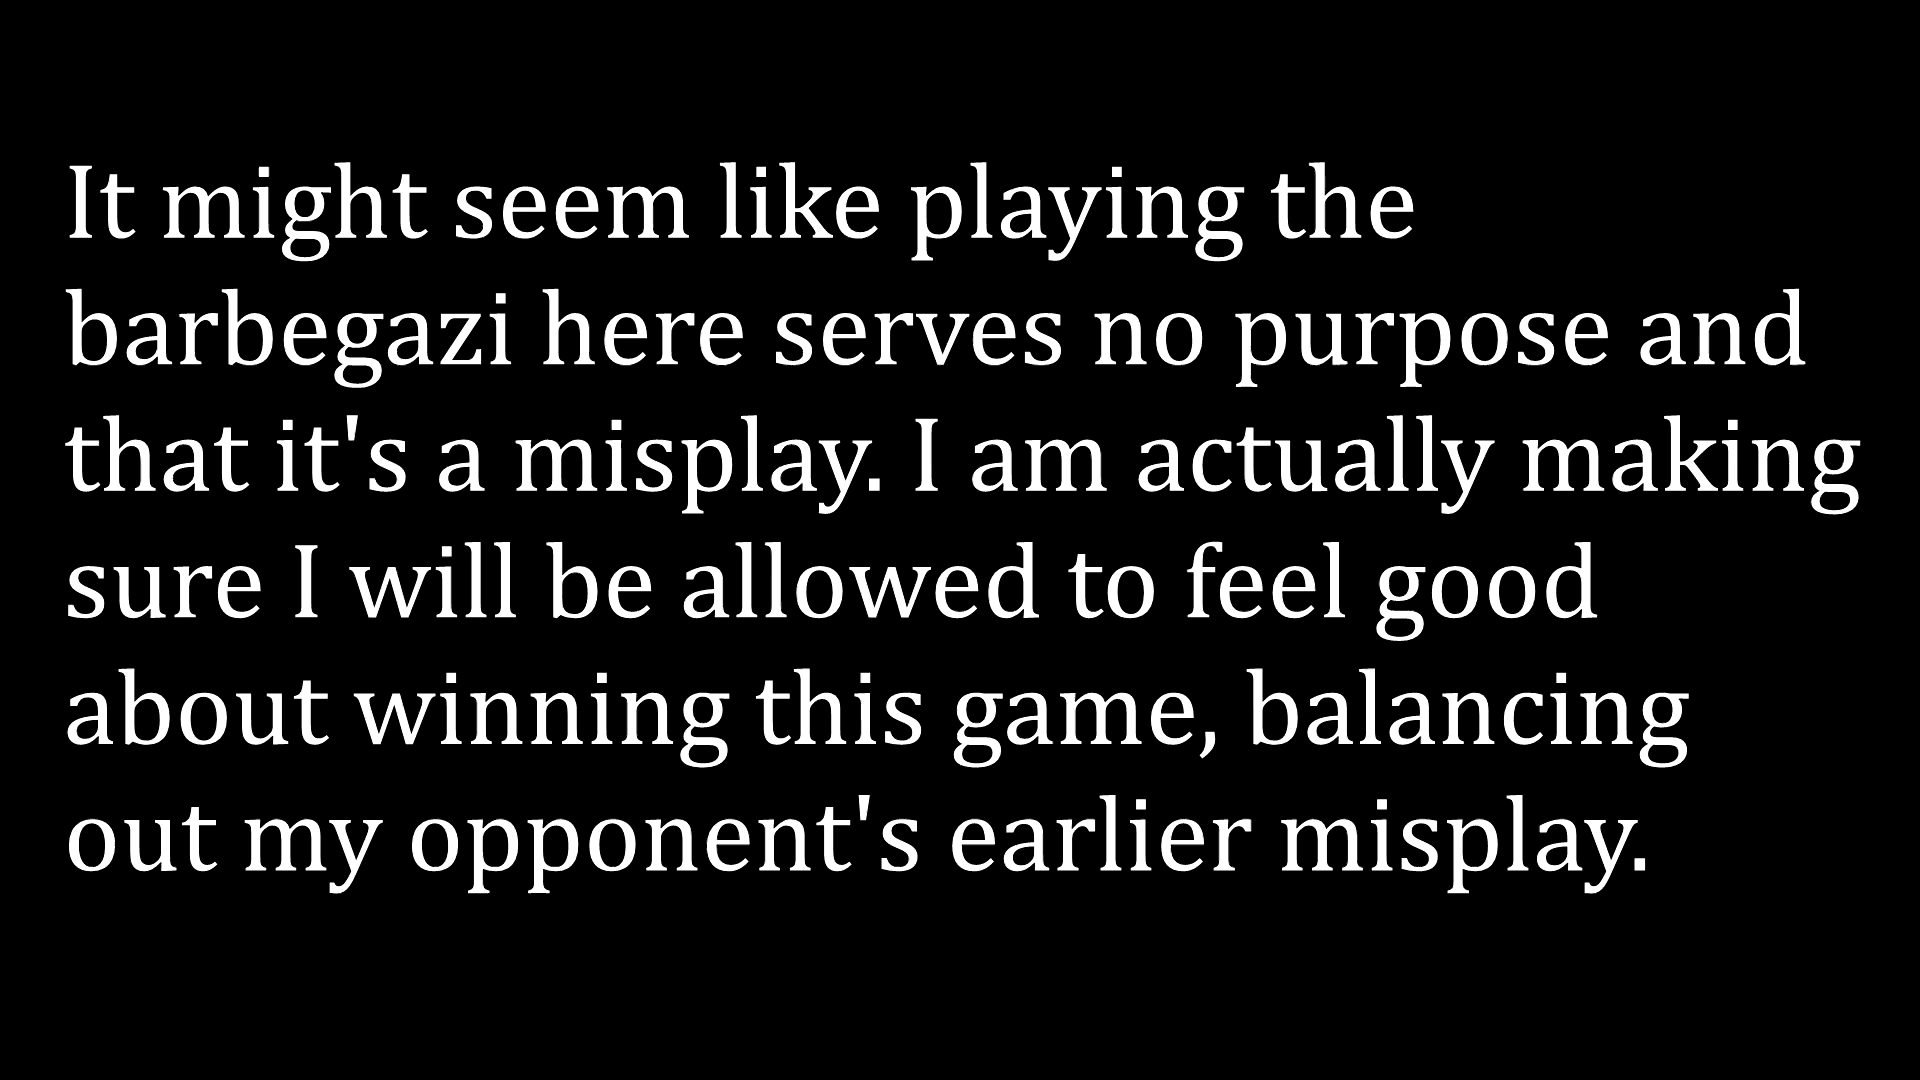 It might seem like playing the
barbegazi here serves no purpose and
that it's a misplay. I am actually making
sure I will be allowed to feel good
about winning this game, balancing
out my opponent's earlier misplay.